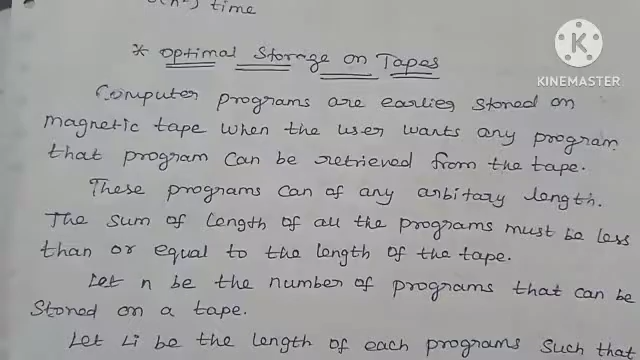 time
* Optimal Storage on Tapes
KINEMASTER
Computer programs are earlier stored on
magnetic tape when the user wants any program
that program can be retrieved from the tape.
These programs can of any arbitary length.
The sum of length of all the programs must be less
than or equal to the length of the tape.
Let n be the number of programs that can be
stored on a tape.
Let Li be the length of each programs such that